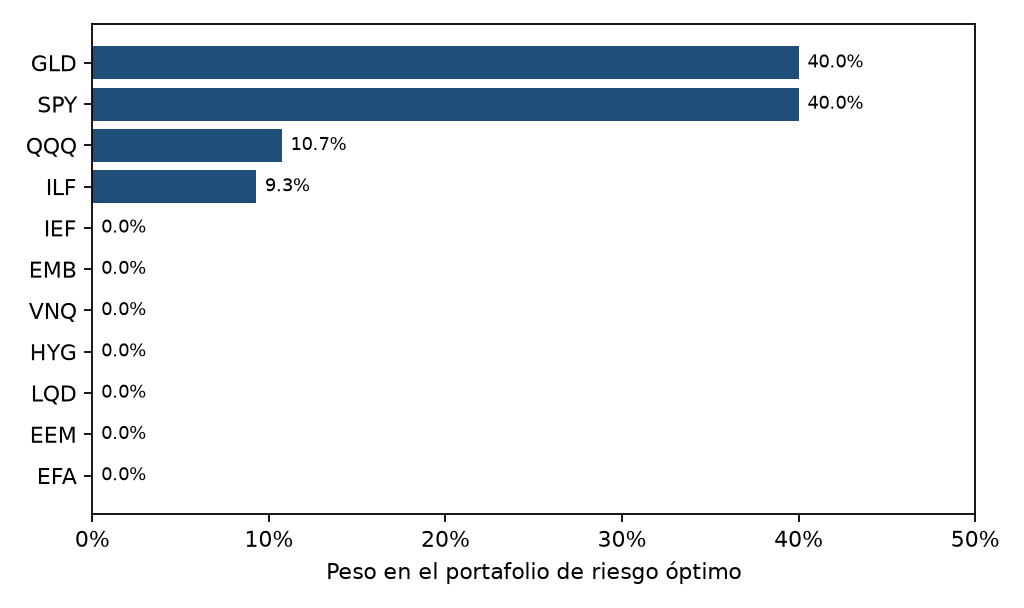 GLD 40.0%
SPY 40.0%
QQQ 10.7%
ILF 9.3%
IEF 0.0%
EMB 0.0%
VNQ 0.0%
HYG 0.0%
LQD 0.0%
EEM 0.0%
EFA 0.0%
0% 10% 20% 30% 40% 50%
Peso en el portafolio de riesgo óptimo